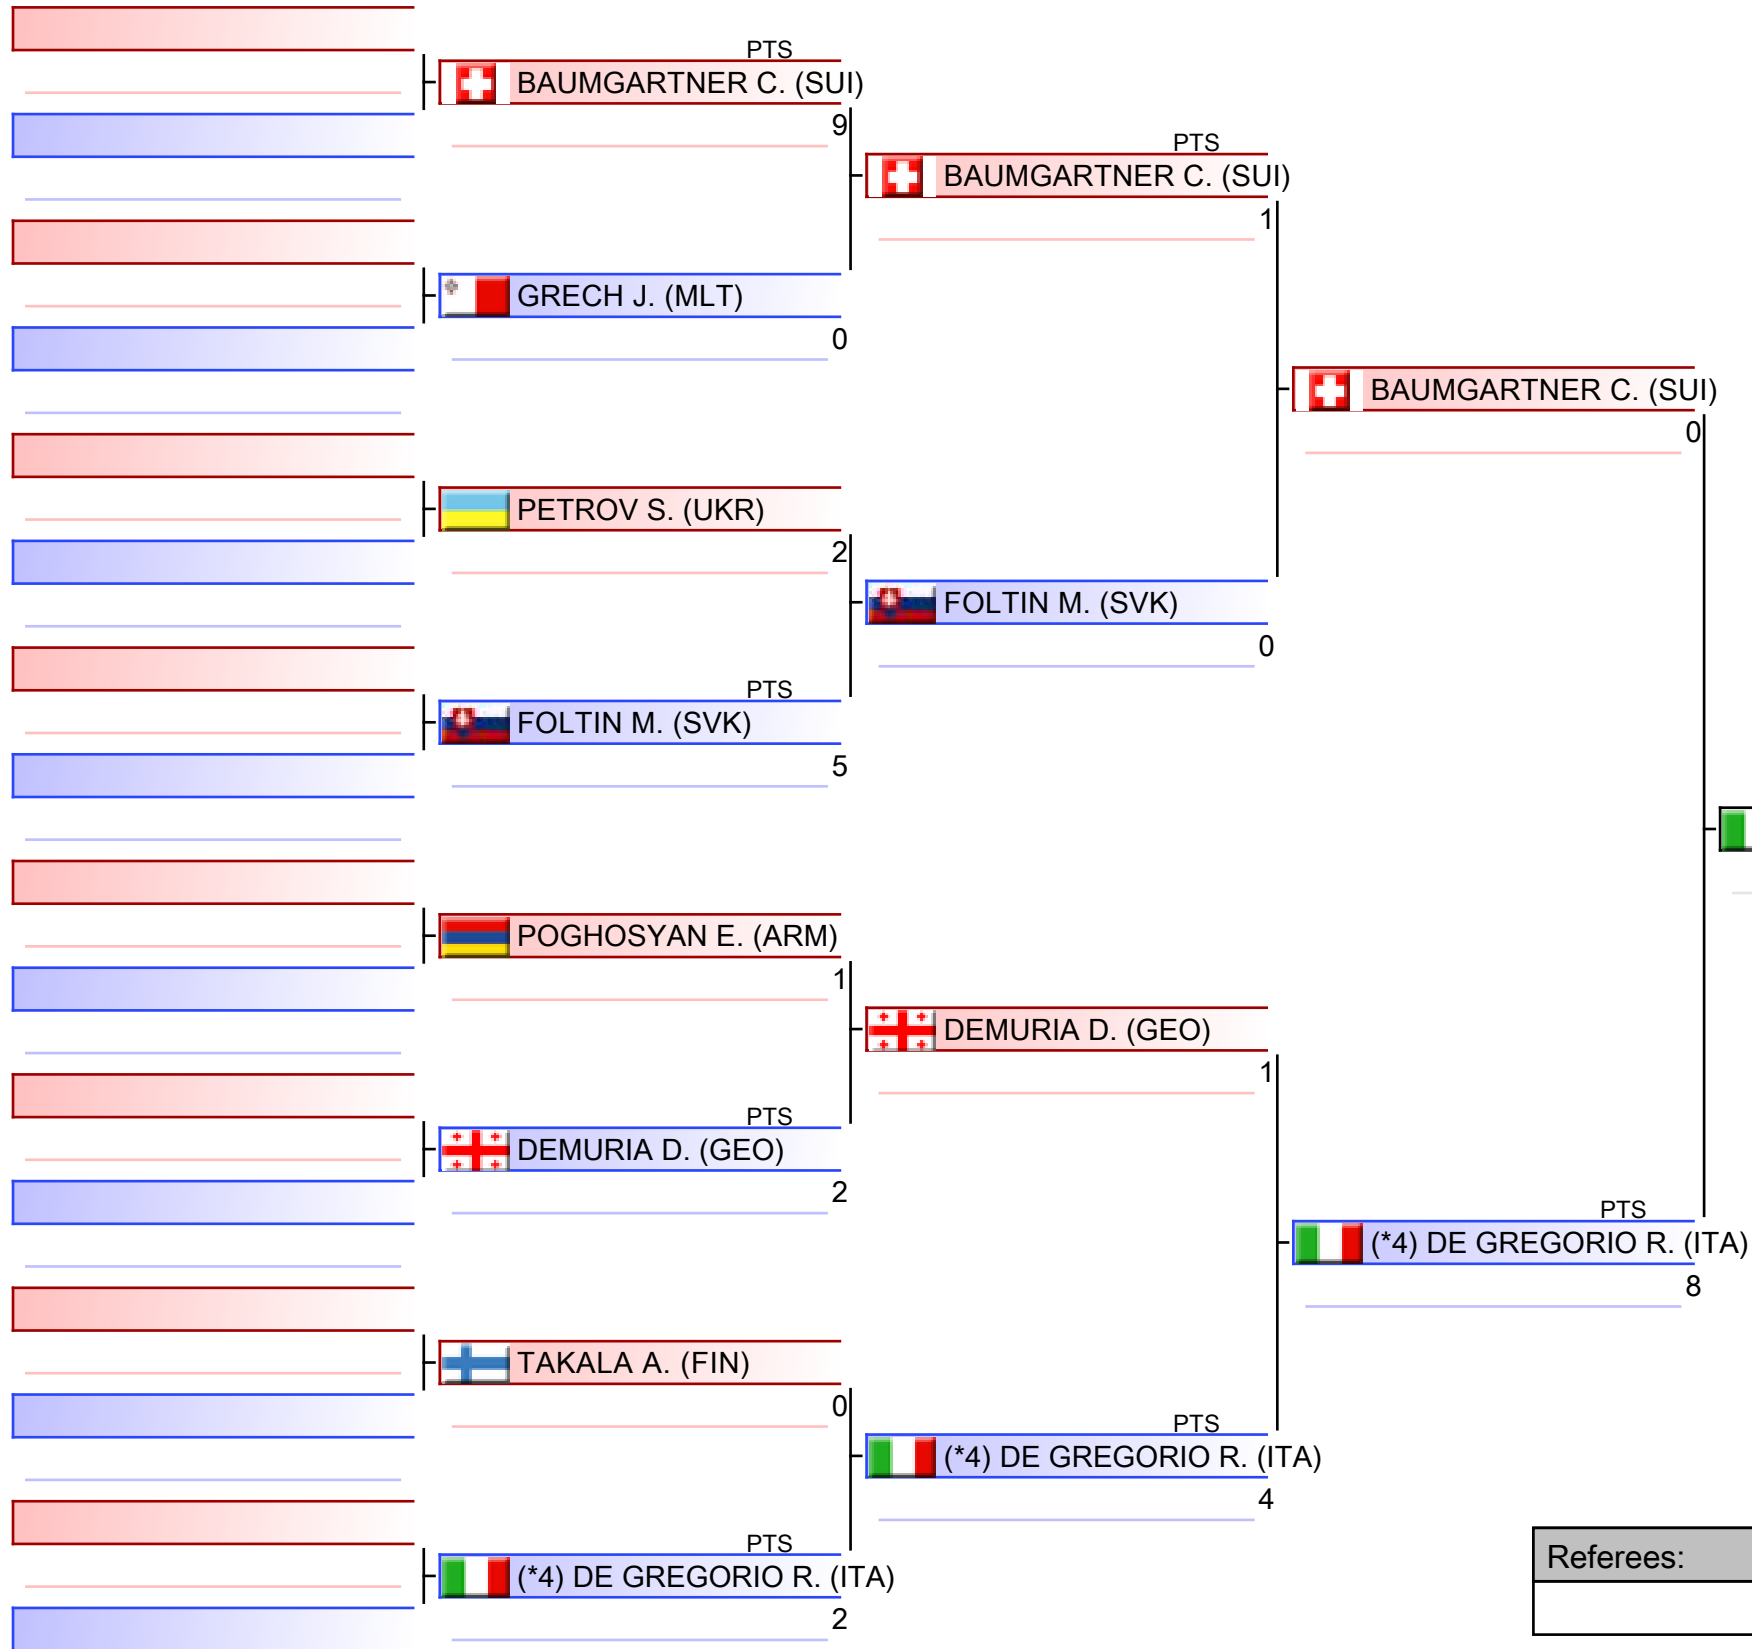 PTS
BAUMGARTNER C. (SUI)
9
GRECH J. (MLT)
0
PETROV S. (UKR)
2
PTS
FOLTIN M. (SVK)
5
POGHOSYAN E. (ARM)
1
PTS
DEMURIA D. (GEO)
2
TAKALA A. (FIN)
0
PTS
(*4) DE GREGORIO R. (ITA)
2
PTS
BAUMGARTNER C. (SUI)
1
FOLTIN M. (SVK)
0
DEMURIA D. (GEO)
1
PTS
(*4) DE GREGORIO R. (ITA)
4
BAUMGARTNER C. (SUI)
0
PTS
(*4) DE GREGORIO R. (ITA)
8
Referees: